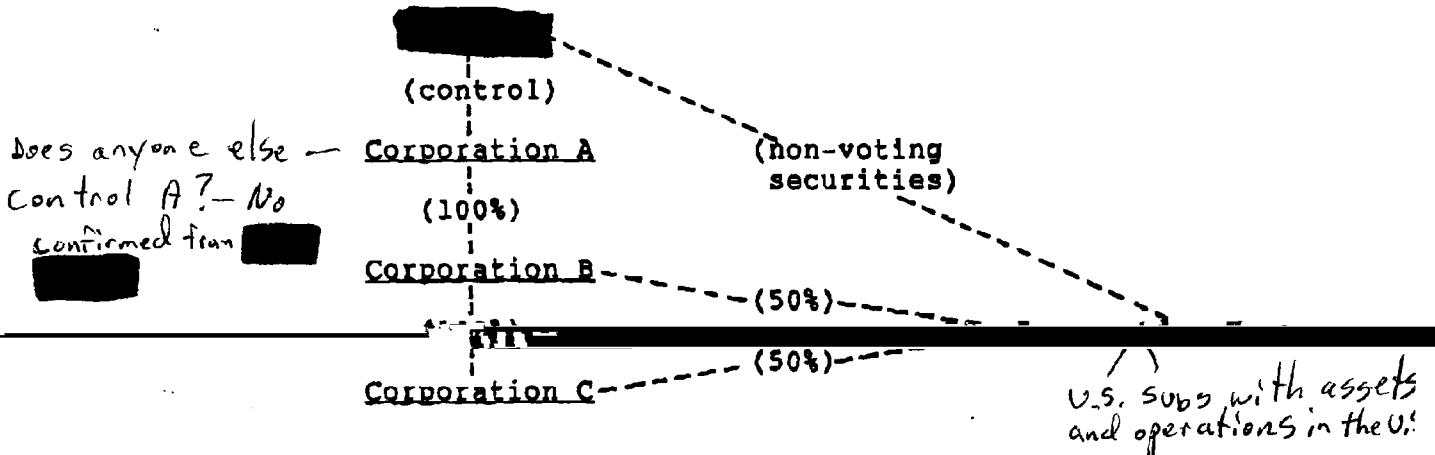 (control)
Does anyone else — Corporation A
(non-voting
securities)
Control A? — No
(100%)
confirmed from
Corporation B
(50%)
(50%)
Corporation C
U.S. subs with assets
and operations in the U.S